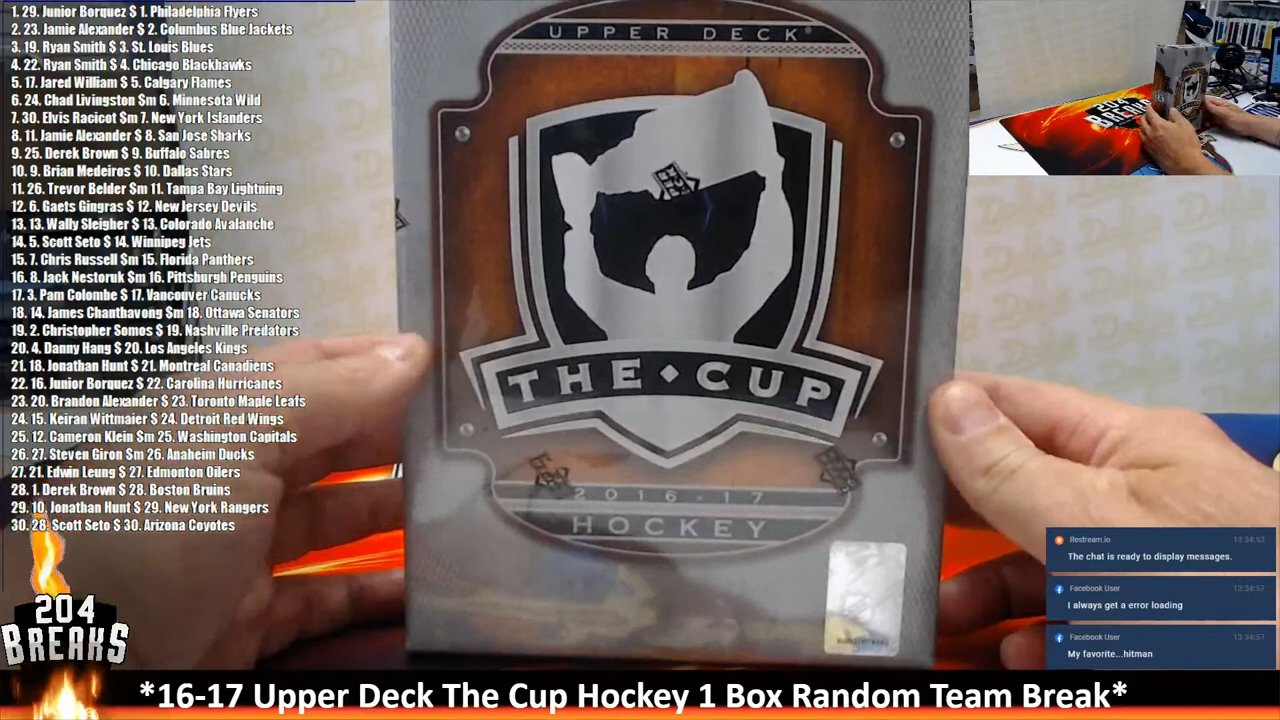 1. 29. Junior Borquez $ 1. Philadelphia Flyers
2. 23. Jamie Alexander $ 2. Columbus Blue Jackets
3. 19. Ryan Smith $ 3. St. Louis Blues
4. 22. Ryan Smith $ 4. Chicago Blackhawks
5. 17. Jared William $ 5. Calgary Flames
6. 24. Chad Livingston $m 6. Minnesota Wild
7. 30. Elvis Racicot $m 7. New York Islanders
8. 11. Jamie Alexander $ 8. San Jose Sharks
9. 25. Derek Brown $ 9. Buffalo Sabres
10. 9. Brian Medeiros $ 10. Dallas Stars
11. 26. Trevor Belder $m 11. Tampa Bay Lightning
12. 6. Gaets Gingras $ 12. New Jersey Devils
13. 13. Wally Sleigher $ 13. Colorado Avalanche
14. 5. Scott Seto $ 14. Winnipeg Jets
15. 7. Chris Russell $m 15. Florida Panthers
16. 8. Jack Nestoruk $m 16. Pittsburgh Penguins
17. 3. Pam Colombe $ 17. Vancouver Canucks
18. 14. James Chanthavong $m 18. Ottawa Senators
19. 2. Christopher Somos $ 19. Nashville Predators
20. 4. Danny Hang $ 20. Los Angeles Kings
21. 18. Jonathan Hunt $ 21. Montreal Canadiens
22. 16. Junior Borquez $ 22. Carolina Hurricanes
23. 20. Brandon Alexander $ 23. Toronto Maple Leafs
24. 15. Keiran Wittmaier $ 24. Detroit Red Wings
25. 12. Cameron Klein $m 25. Washington Capitals
26. 27. Steven Giron $m 26. Anaheim Ducks
27. 21. Edwin Leung $ 27. Edmonton Oilers
28. 1. Derek Brown $ 28. Boston Bruins
29. 10. Jonathan Hunt $ 29. New York Rangers
30. 28. Scott Seto $ 30. Arizona Coyotes
204
BREAKS
UPPER DECK®
THE CUP
2016-17
HOCKEY
204
BREAKS
Restream.io 13:34:52
The chat is ready to display messages.
Facebook User 13:34:57
I always get a error loading
Facebook User 13:34:57
My favorite...hitman
*16-17 Upper Deck The Cup Hockey 1 Box Random Team Break*